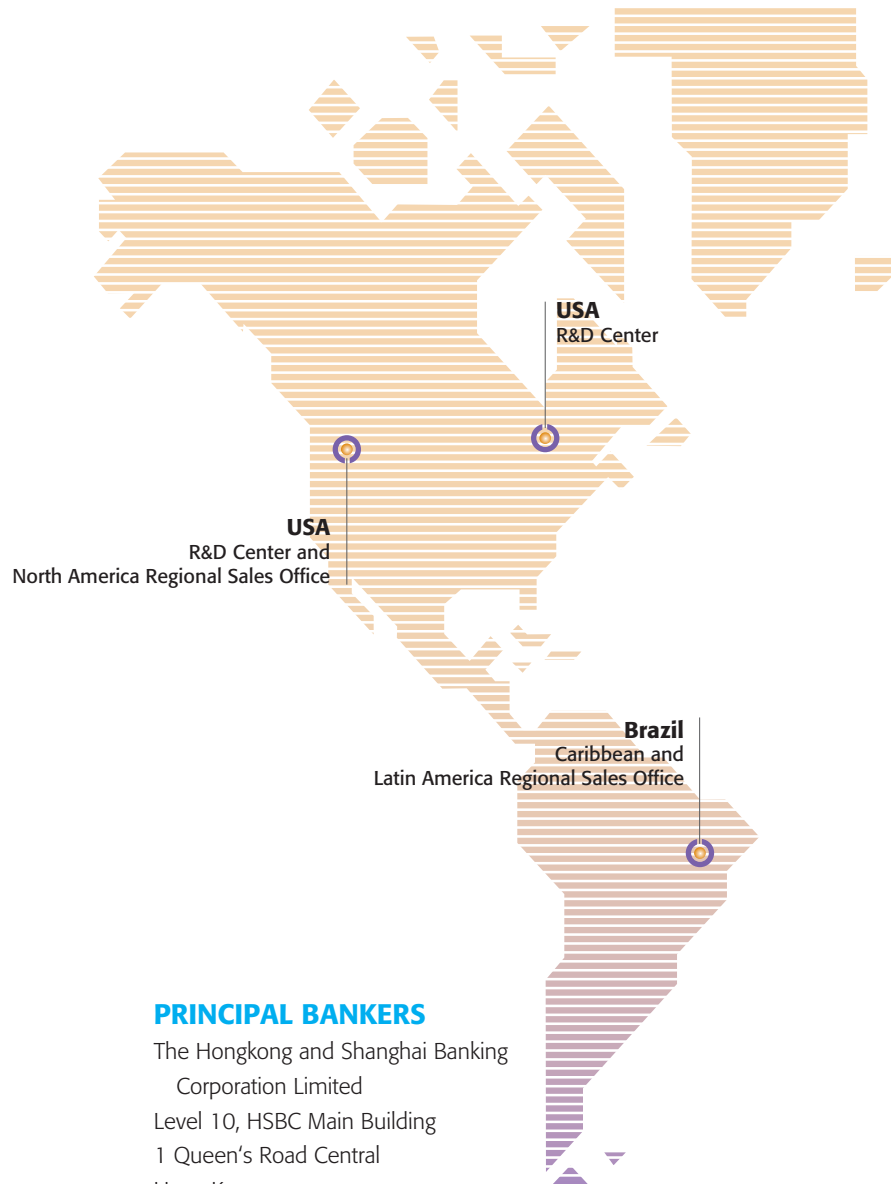 USA
R&D Center
USA
R&D Center and
North America Regional Sales Office
Brazil
Caribbean and
Latin America Regional Sales Office
PRINCIPAL BANKERS
The Hongkong and Shanghai Banking
Corporation Limited
Level 10, HSBC Main Building
1 Queen‘s Road Central